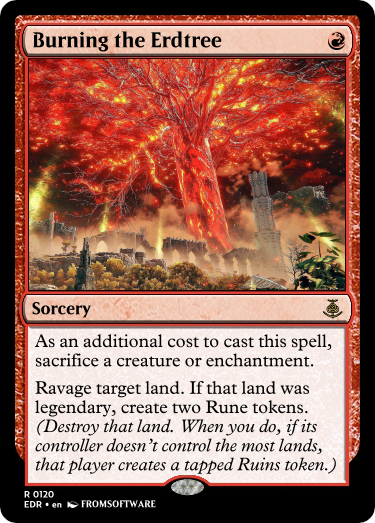 Burning the Erdtree
Sorcery
As an additional cost to cast this spell,
sacrifice a creature or enchantment.
Ravage target land. If that land was
legendary, create two Rune tokens.
(Destroy that land. When you do, if its
controller doesn't control the most lands,
that player creates a tapped Ruins token.)
R 0120
EDR • en FROMSOFTWARE